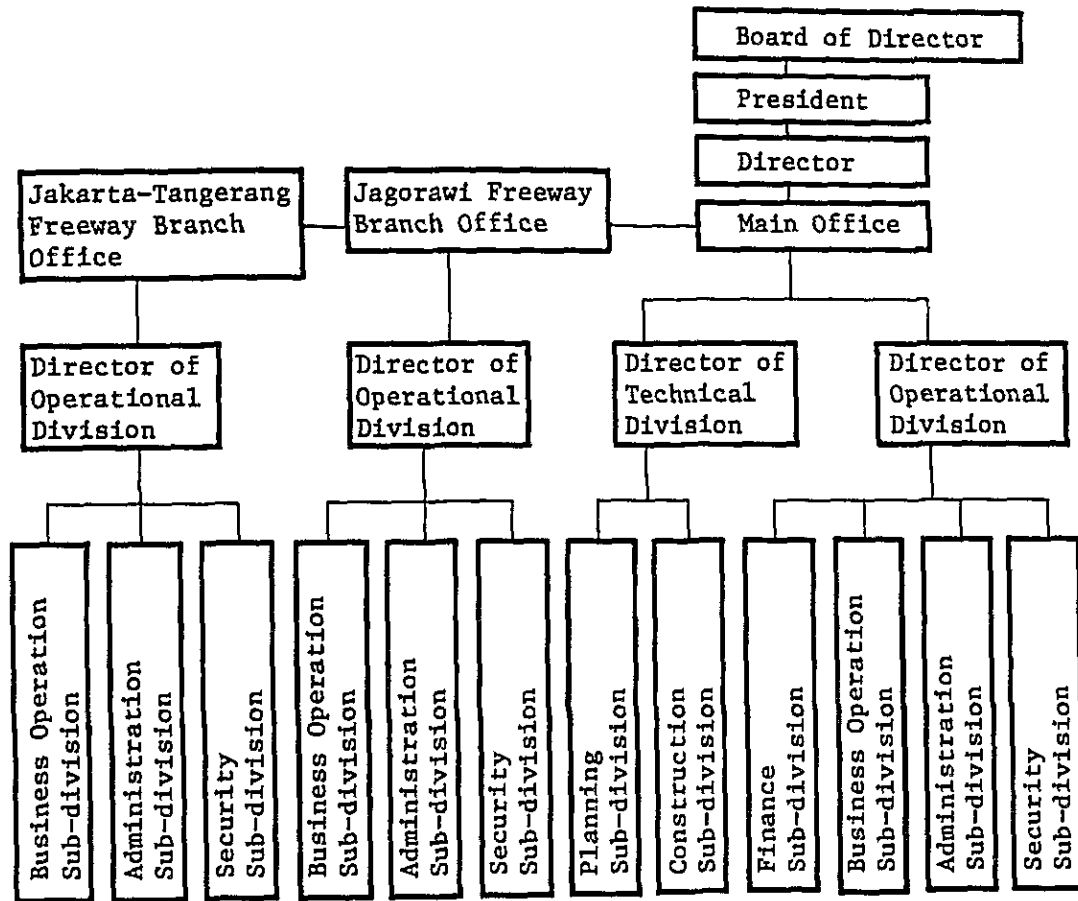 Board of Director
President
Director
Main Office
Jakarta-Tangerang
Freeway Branch
Office
Jagorawi Freeway
Branch Office
Director of
Operational
Division
Director of
Operational
Division
Director of
Technical
Division
Director of
Operational
Division
Business Operation
Sub-division
Administration
Sub-division
Security
Sub-division
Business Operation
Sub-division
Administration
Sub-division
Security
Sub-division
Planning
Sub-division
Construction
Sub-division
Finance
Sub-division
Business Operation
Sub-division
Administration
Sub-division
Security
Sub-division